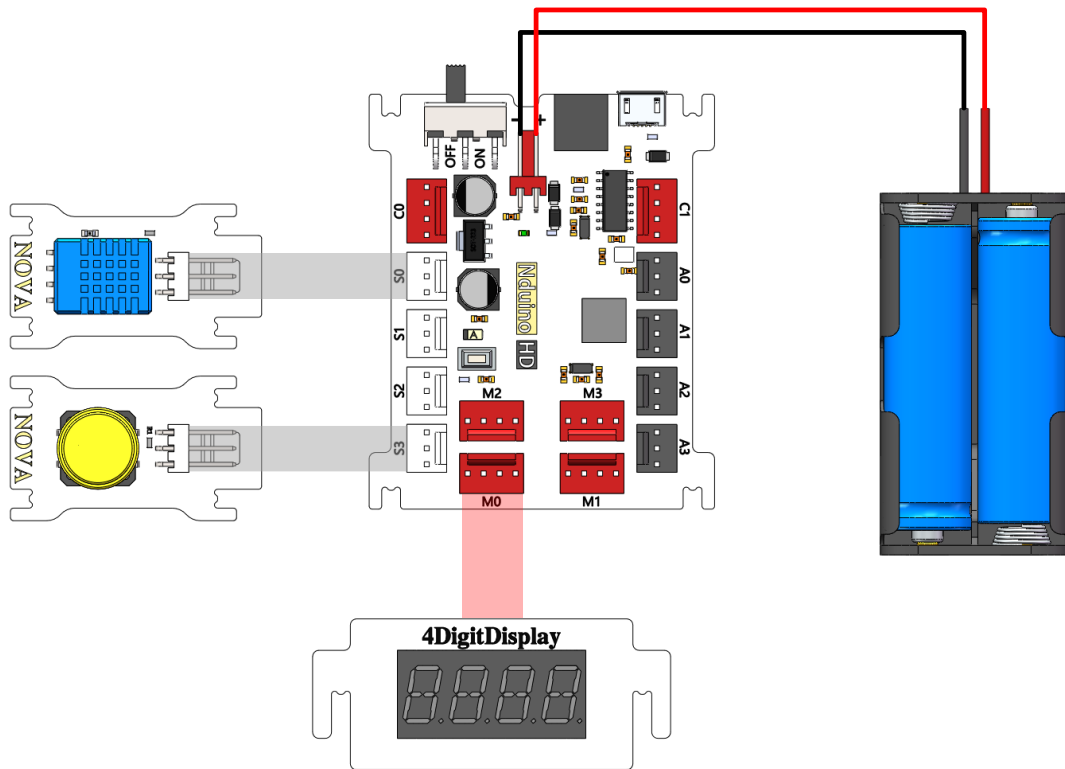 OFF
ON
C0
C1
NOVA
S0
A0
Nduino
S1
A
HD
A1
S2
M2
M3
A2
NOVA
S3
A3
M0
M1
4DigitDisplay